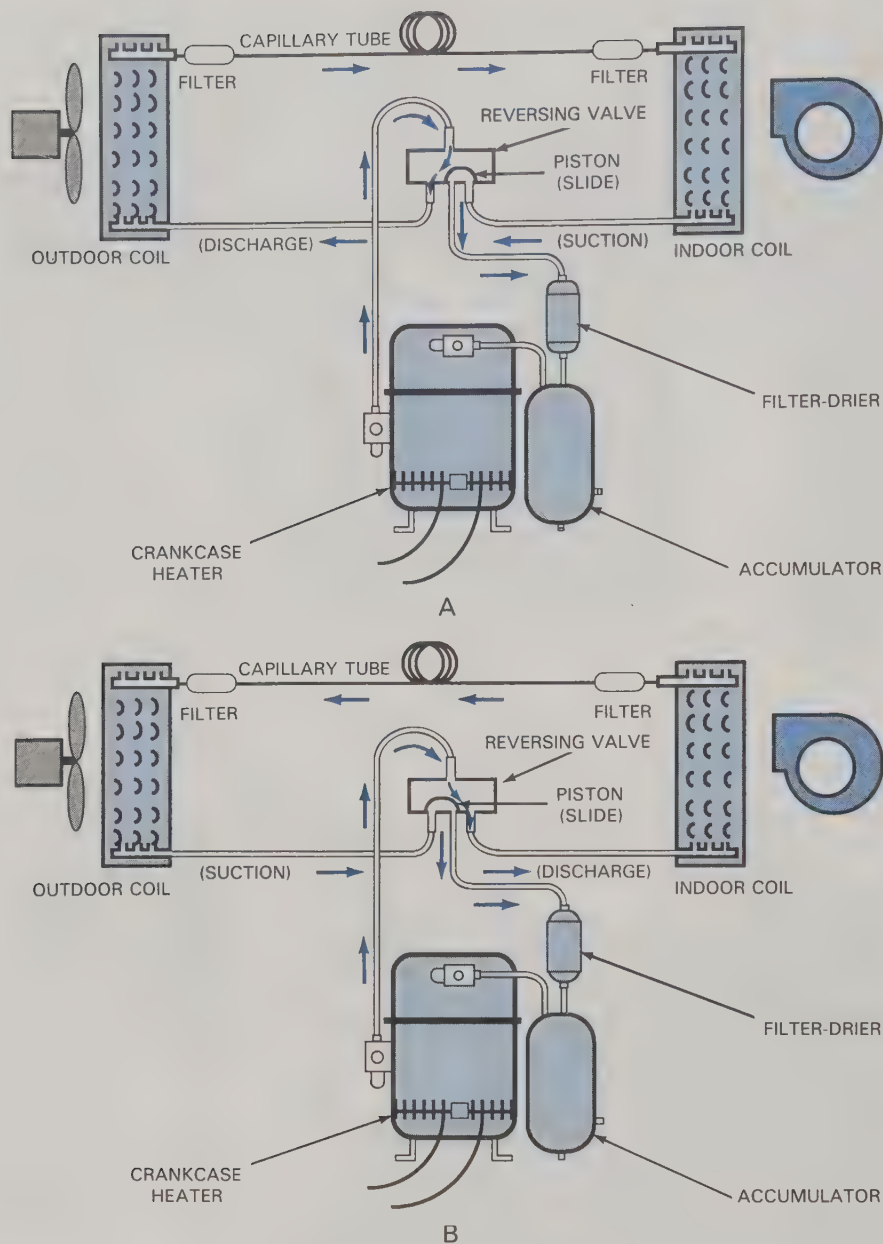 CAPILLARY TUBE
FILTER
FILTER
REVERSING VALVE
PISTON
(SLIDE)
OUTDOOR COIL
(DISCHARGE)
(SUCTION)
INDOOR COIL
FILTER-DRIER
CRANKCASE
HEATER
ACCUMULATOR
A
CAPILLARY TUBE
FILTER
FILTER
REVERSING VALVE
PISTON
(SLIDE)
OUTDOOR COIL
(SUCTION)
(DISCHARGE)
INDOOR COIL
FILTER-DRIER
CRANKCASE
HEATER
ACCUMULATOR
B